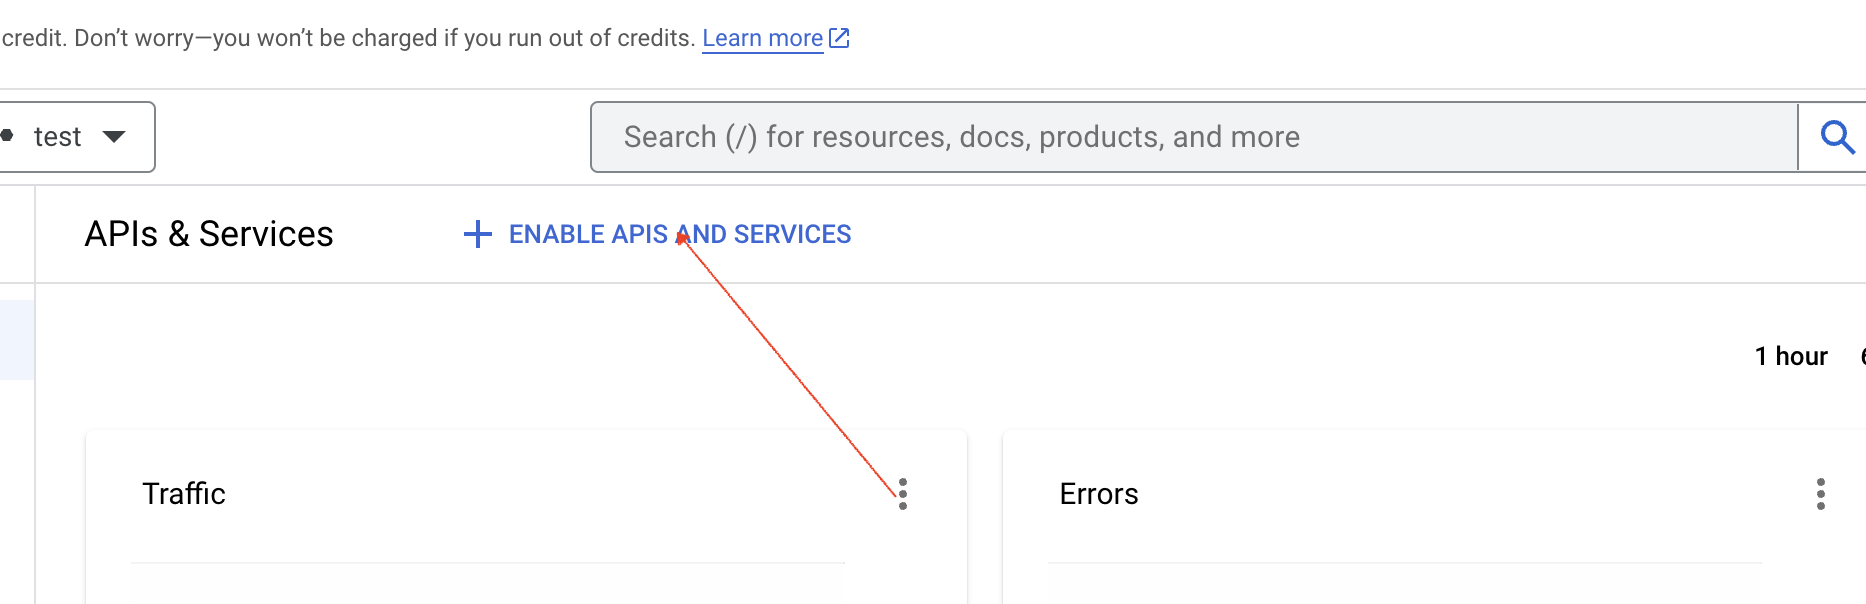 credit. Don’t worry—you won’t be charged if you run out of credits. Learn more
test
Search (/) for resources, docs, products, and more
APIs & Services
ENABLE APIS AND SERVICES
1 hour
Traffic
Errors